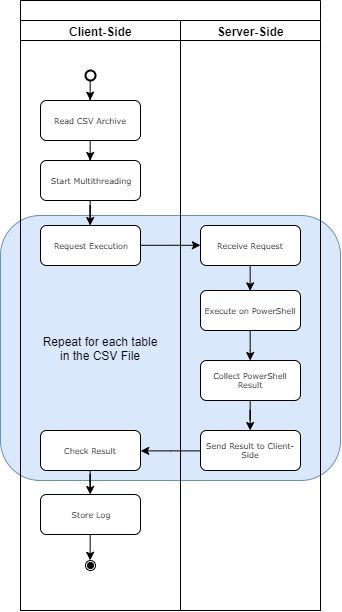 Client-Side
Server-Side
Read CSV Archive
Start Multithreading
Request Execution
Receive Request
Execute on PowerShell
Repeat for each table
in the CSV File
Collect PowerShell
Result
Check Result
Send Result to Client-
Side
Store Log